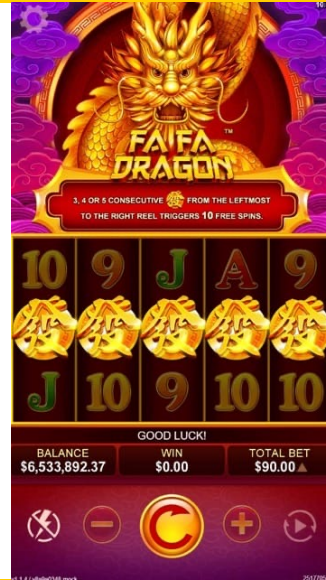 10
FA FA
DRAGON™
3, 4 OR 5 CONSECUTIVE 發 FROM THE LEFTMOST
TO THE RIGHT REEL TRIGGERS 10 FREE SPINS.
10 9 J A 9
發 發 發 發 發
J 10 9 10 10
GOOD LUCK!
BALANCE WIN TOTAL BET
$6,533,892.37 $0.00 $90.00